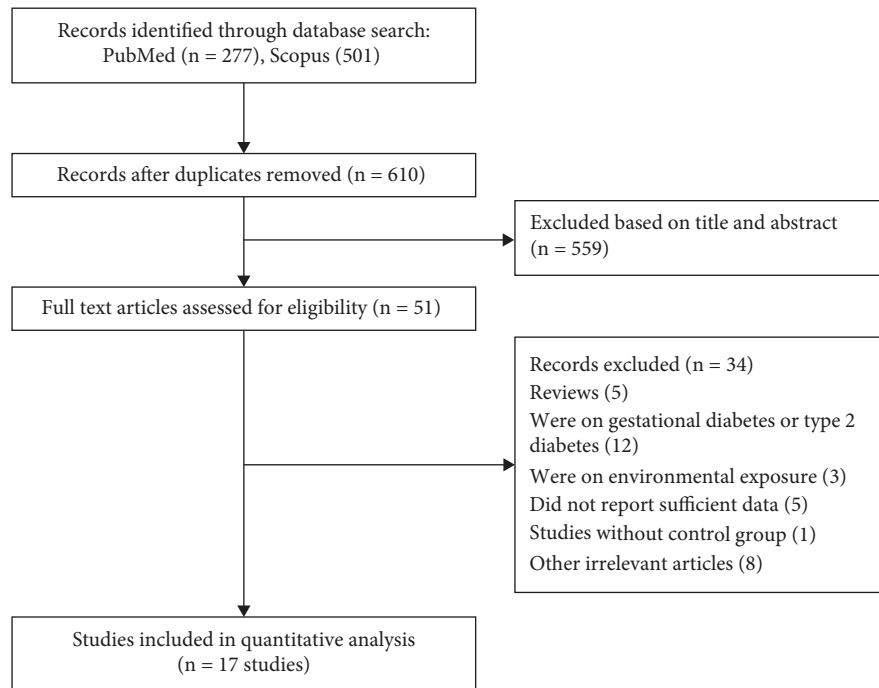 Records identified through database search:
PubMed (n = 277), Scopus (501)
Records after duplicates removed (n = 610)
Excluded based on title and abstract
(n = 559)
Full text articles assessed for eligibility (n = 51)
Records excluded (n = 34)
Reviews (5)
Were on gestational diabetes or type 2
diabetes (12)
Were on environmental exposure (3)
Did not report sufficient data (5)
Studies without control group (1)
Other irrelevant articles (8)
Studies included in quantitative analysis
(n = 17 studies)